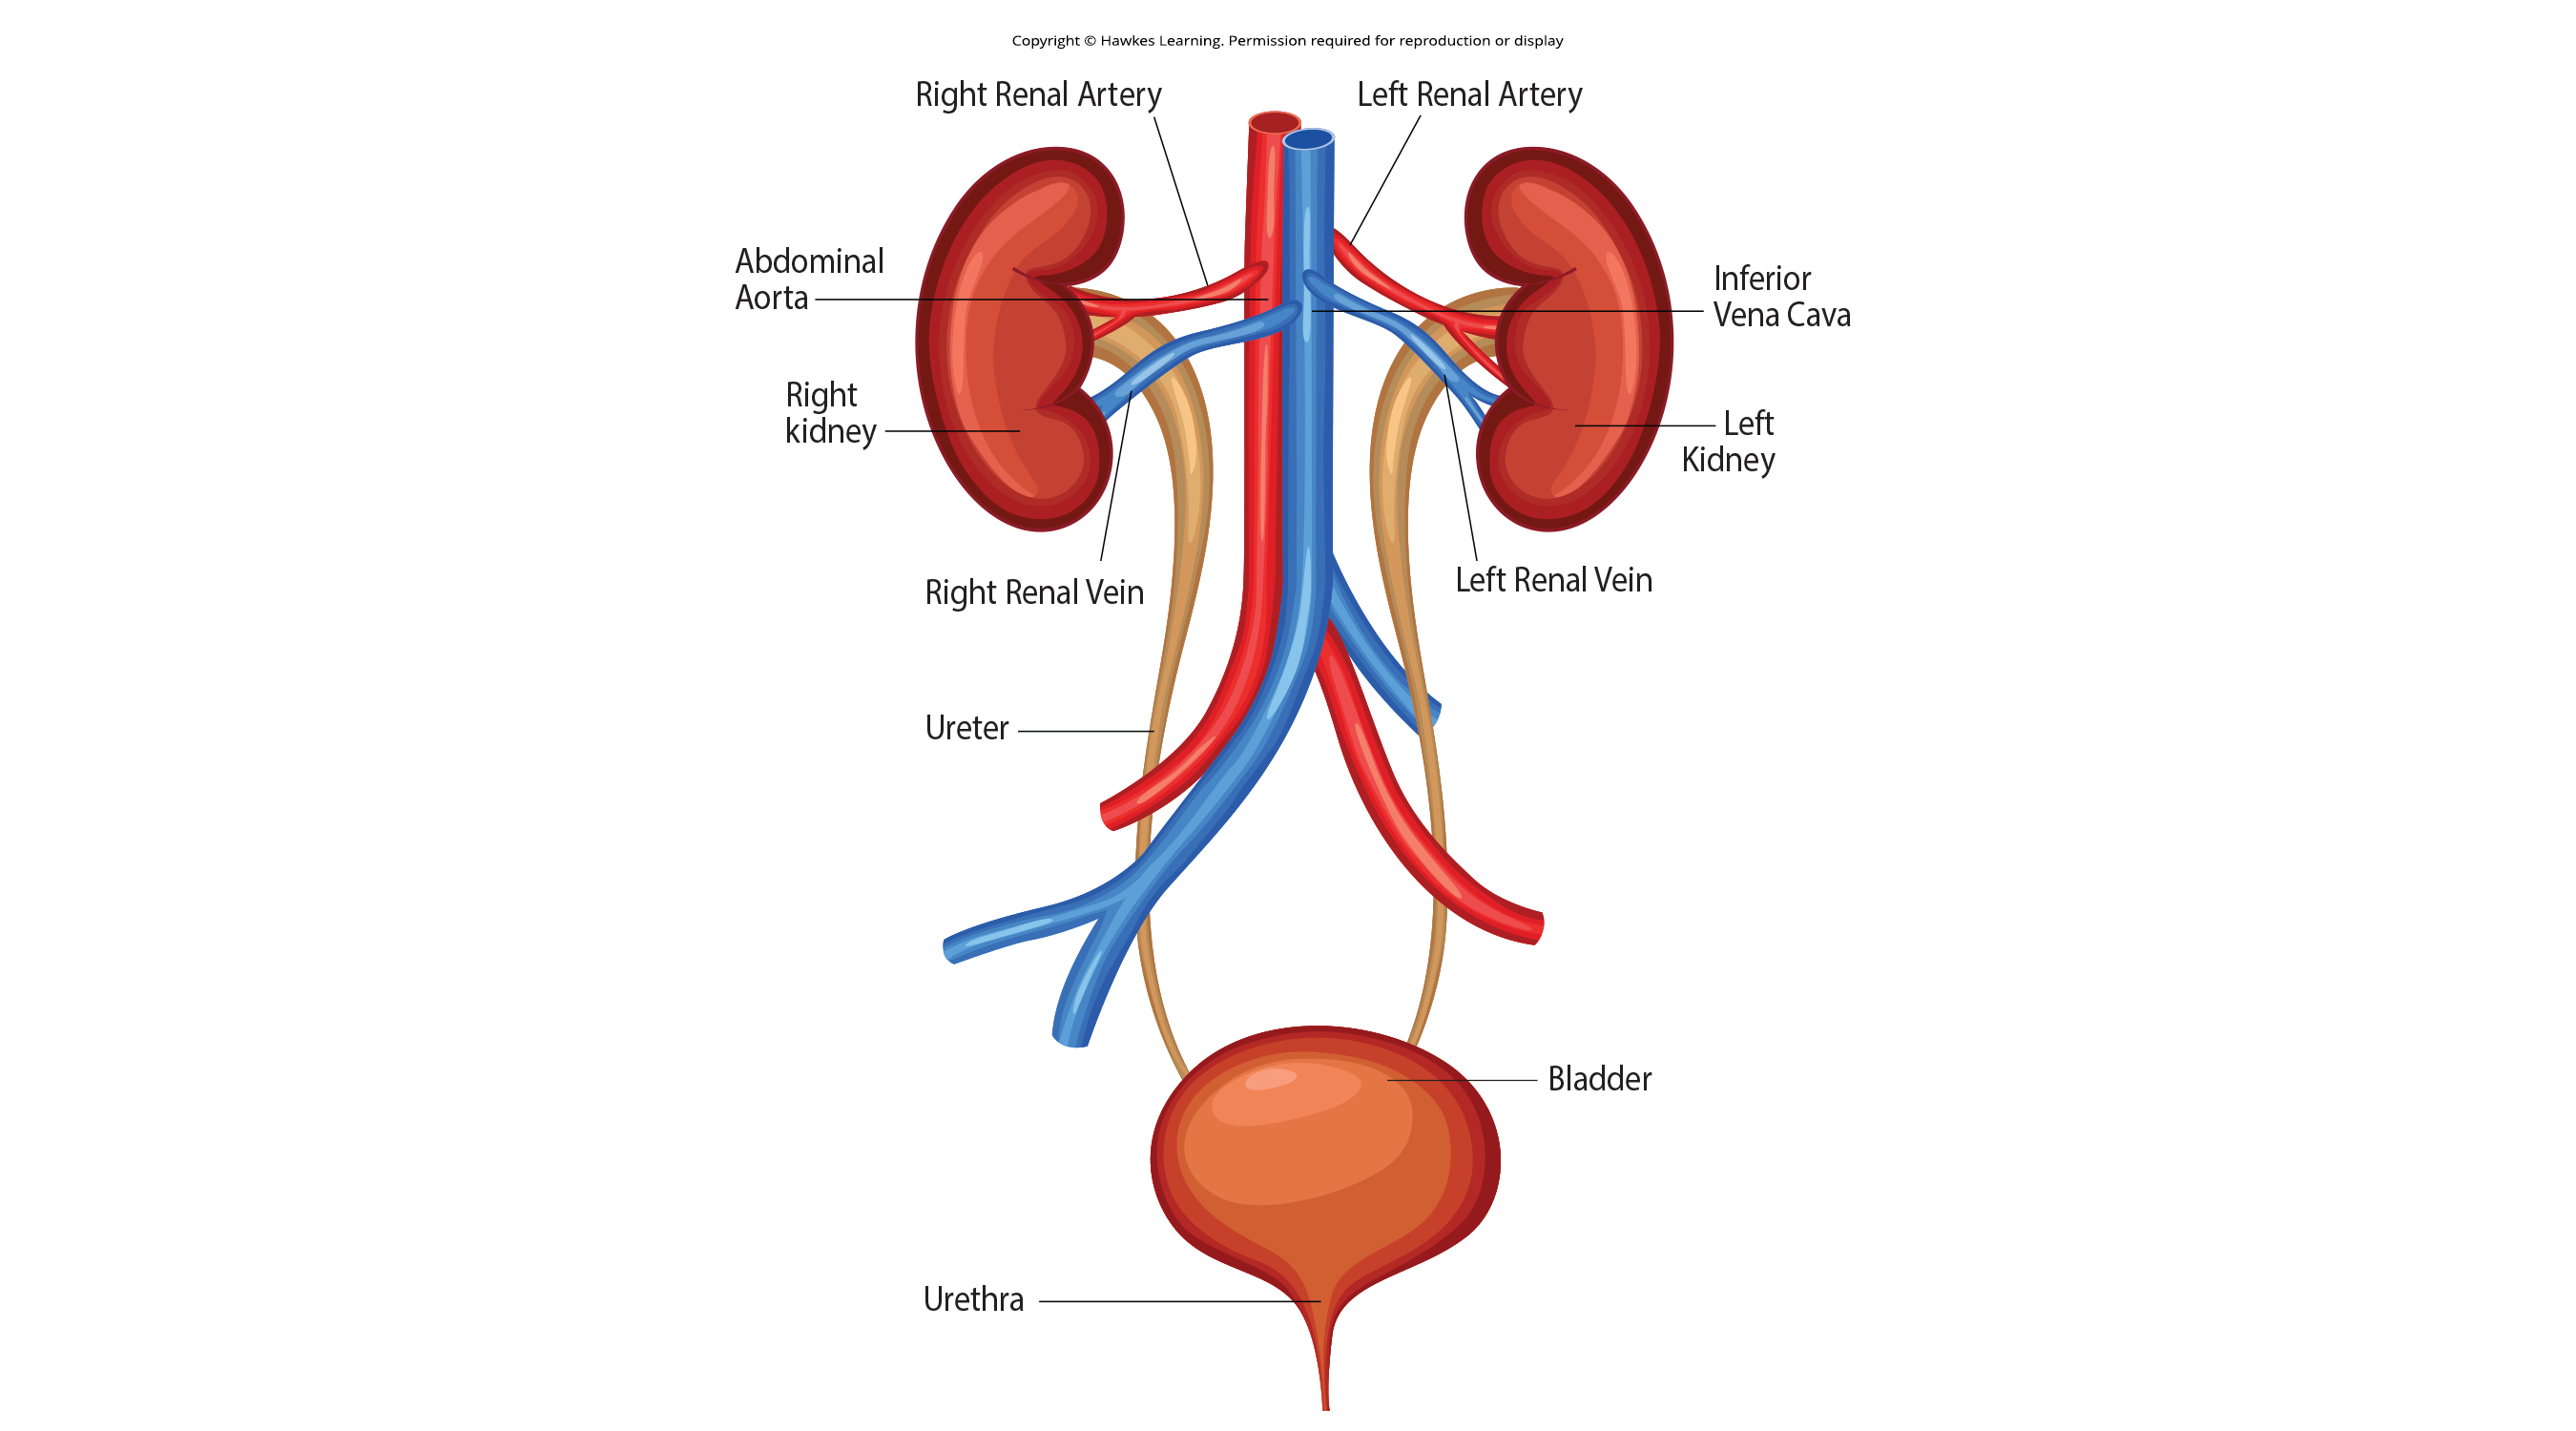 Copyright © Hawkes Learning. Permission required for reproduction or display
Right Renal Artery
Left Renal Artery
Abdominal
Aorta
Inferior
Vena Cava
Right
kidney
Left
Kidney
Right Renal Vein
Left Renal Vein
Ureter
Bladder
Urethra